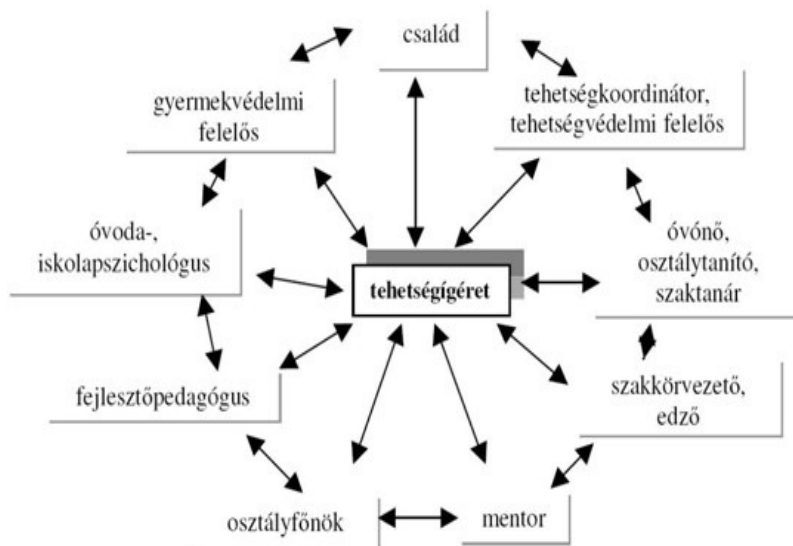 család
gyermekvédelmi
felelős
tehetségkoordinátor,
tehetségvédelmi felelős
óvoda-,
iskolapszichológus
tehetségígéret
óvónő,
osztálytanító,
szaktanár
fejlesztőpedagógus
szakkörvezető,
edző
osztályfőnök
mentor